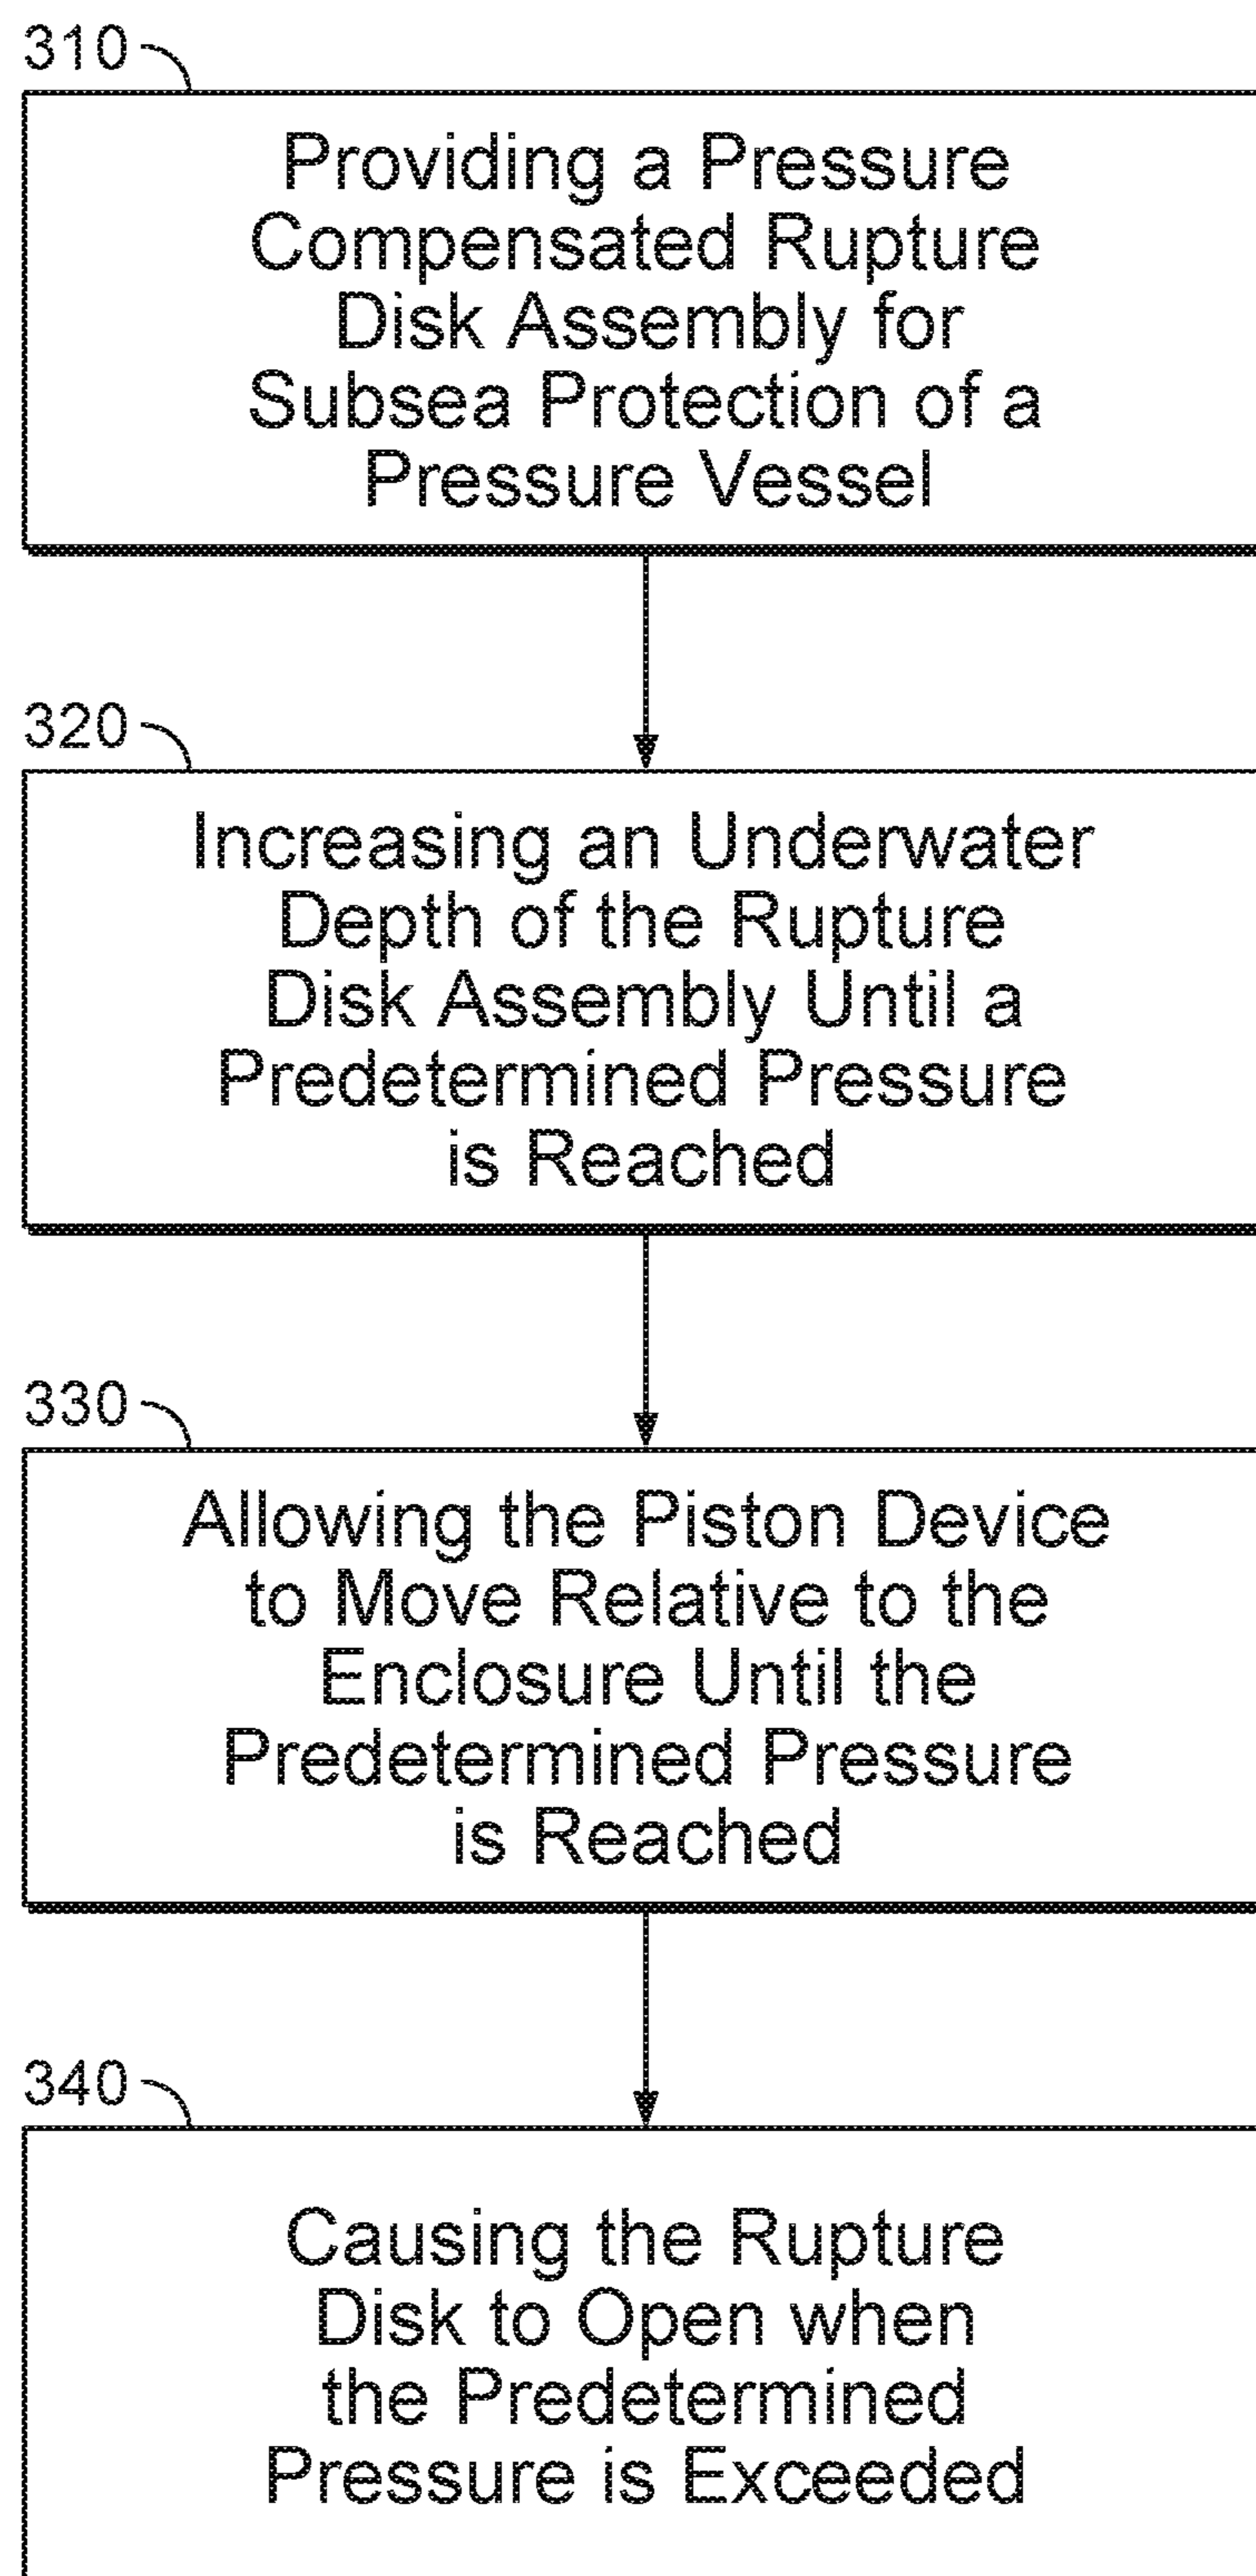 310
Providing a Pressure
Compensated Rupture
Disk Assembly for
Subsea Protection of a
Pressure Vessel
320
Increasing an Underwater
Depth of the Rupture
Disk Assembly Until a
Predetermined Pressure
is Reached
330
Allowing the Piston Device
to Move Relative to the
Enclosure Until the
Predetermined Pressure
is Reached
340
Causing the Rupture
Disk to Open when
the Predetermined
Pressure is Exceeded